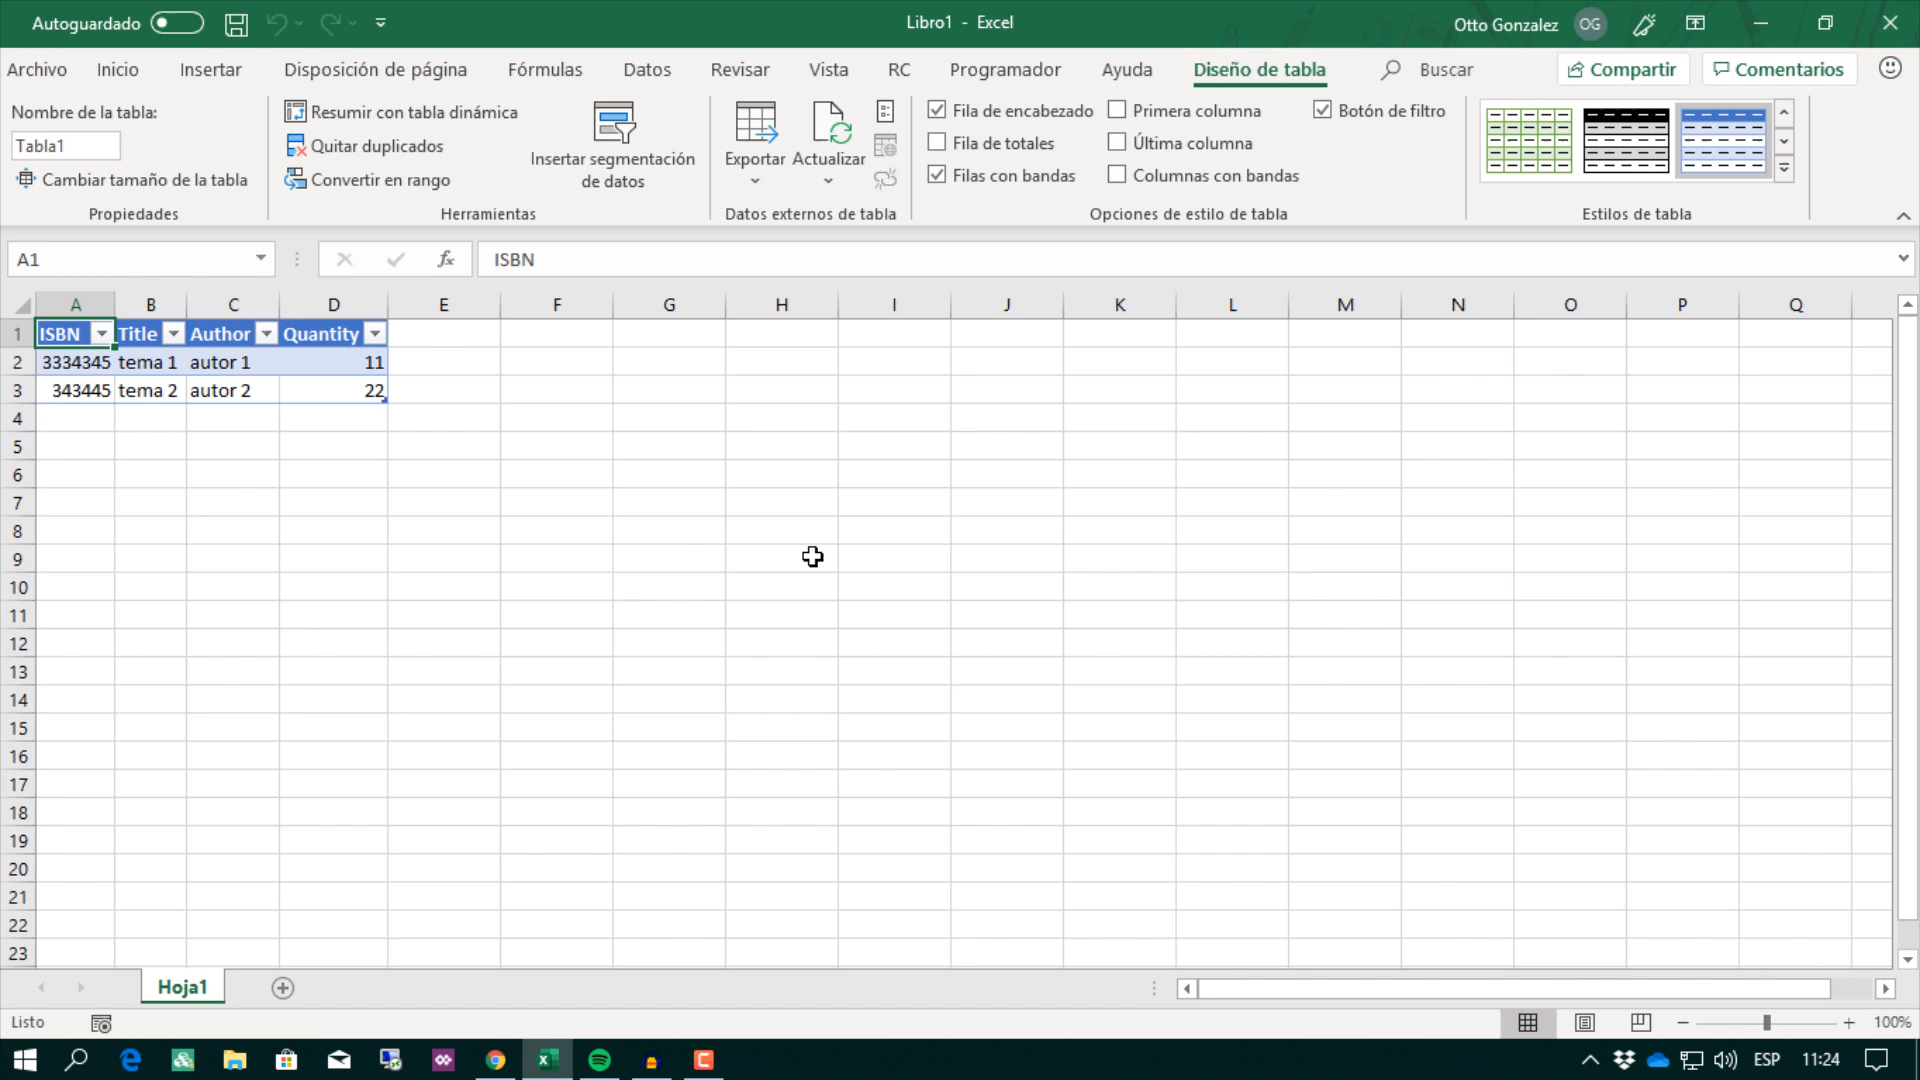 Autoguardado
Libro1 - Excel
Otto Gonzalez OG
Archivo Inicio Insertar Disposición de página Fórmulas Datos Revisar Vista RC Programador Ayuda Diseño de tabla Buscar Compartir Comentarios
Nombre de la tabla:
Tabla1
Cambiar tamaño de la tabla
Propiedades
Resumir con tabla dinámica
Quitar duplicados
Convertir en rango
Insertar segmentación
de datos
Herramientas
Exportar Actualizar
Datos externos de tabla
Fila de encabezado Primera columna Botón de filtro
Fila de totales Última columna
Filas con bandas Columnas con bandas
Opciones de estilo de tabla
Estilos de tabla
A1 fx ISBN
A B C D E F G H I J K L M N O P Q
1 ISBN Title Author Quantity
2 3334345 tema 1 autor 1 11
3 343445 tema 2 autor 2 22
4
5
6
7
8
9
10
11
12
13
14
15
16
17
18
19
20
21
22
23
Hoja1
Listo 100%
ESP 11:24